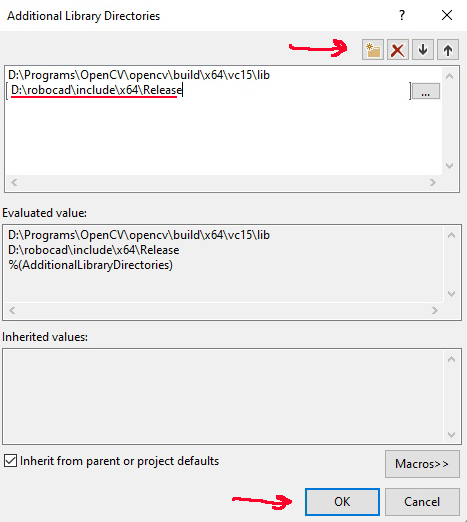 Additional Library Directories
?
D:\Programs\OpenCV\opencv\build\x64\vc15\lib
D:\robocad\include\x64\Release
...
Evaluated value:
D:\Programs\OpenCV\opencv\build\x64\vc15\lib
D:\robocad\include\x64\Release
%(AdditionalLibraryDirectories)
Inherited values:
Inherit from parent or project defaults
Macros>>
OK
Cancel